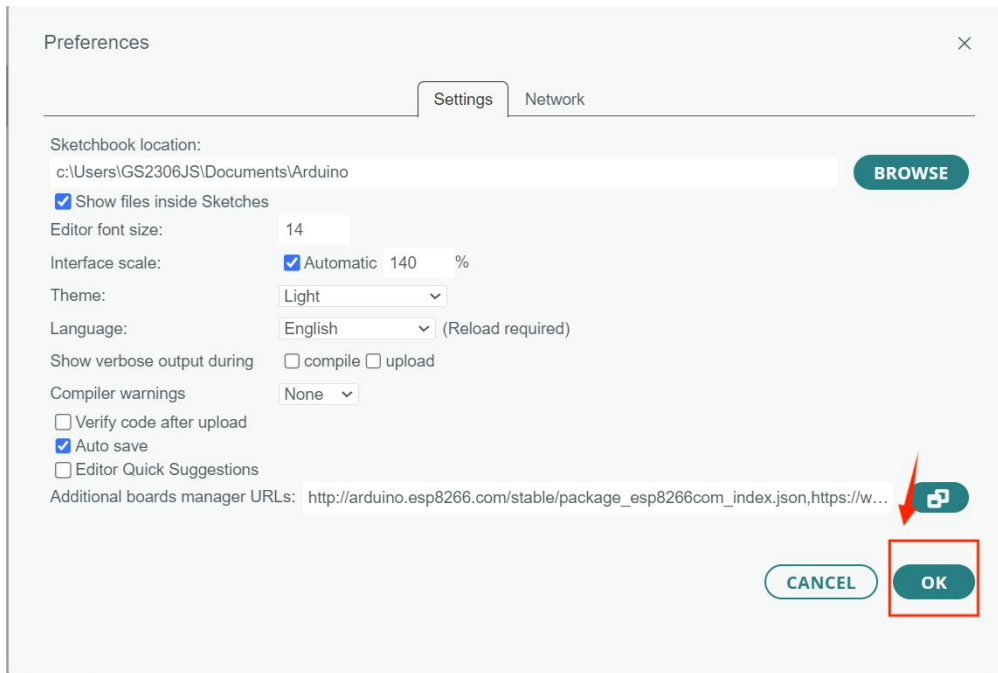 Preferences
Settings Network
Sketchbook location:
c:\Users\GS2306JS\Documents\Arduino BROWSE
Show files inside Sketches
Editor font size: 14
Interface scale: Automatic 140 %
Theme: Light
Language: English (Reload required)
Show verbose output during compile upload
Compiler warnings None
Verify code after upload
Auto save
Editor Quick Suggestions
Additional boards manager URLs: http://arduino.esp8266.com/stable/package_esp8266com_index.json,https://w...
CANCEL OK